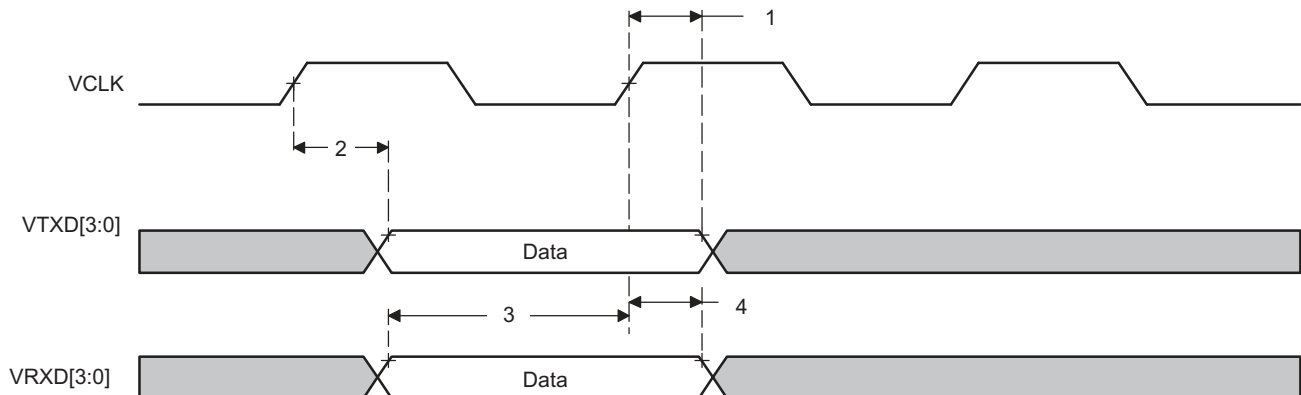 1
VCLK
2
VTXD[3:0]
Data
3
4
VRXD[3:0]
Data